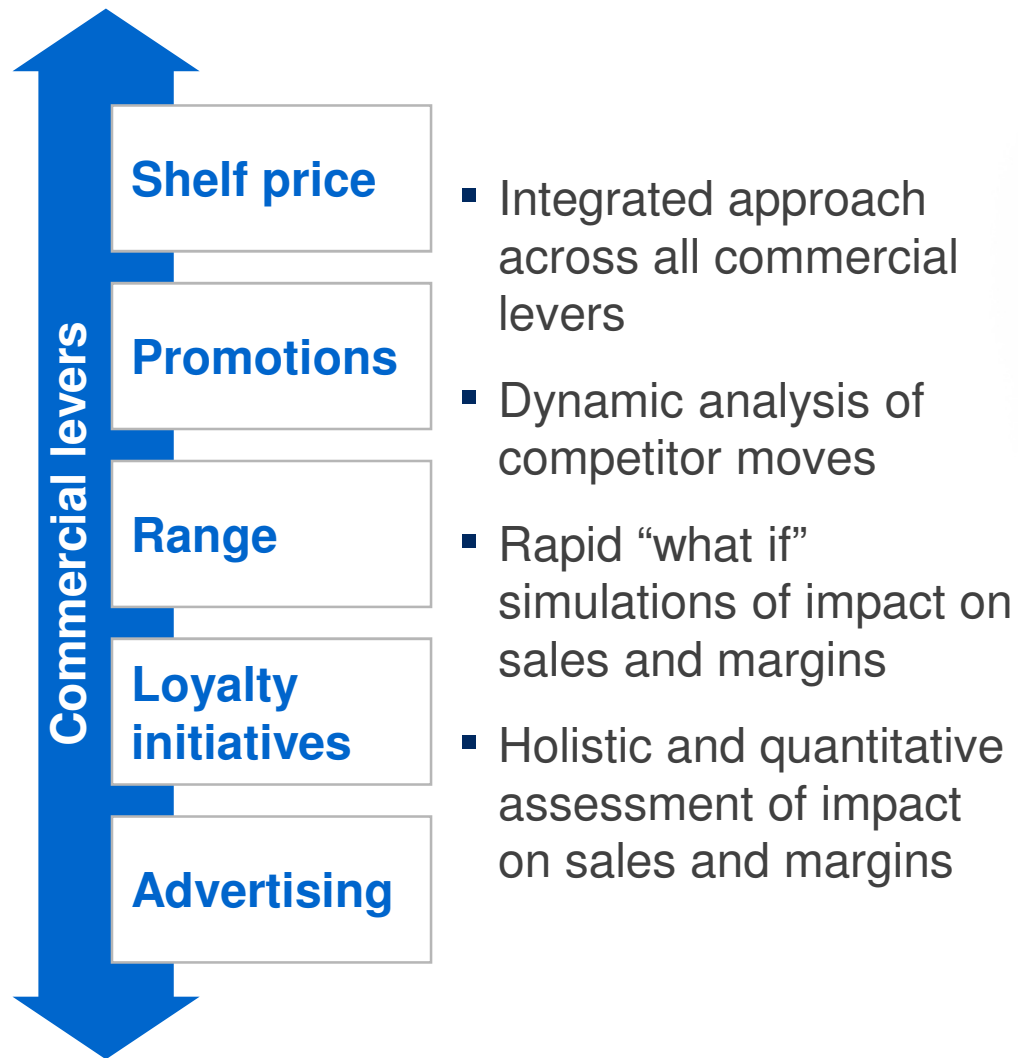 Commercial levers
Shelf price
Promotions
Range
Loyalty
initiatives
Advertising
▪ Integrated approach
across all commercial
levers
▪ Dynamic analysis of
competitor moves
▪ Rapid “what if”
simulations of impact on
sales and margins
▪ Holistic and quantitative
assessment of impact
on sales and margins